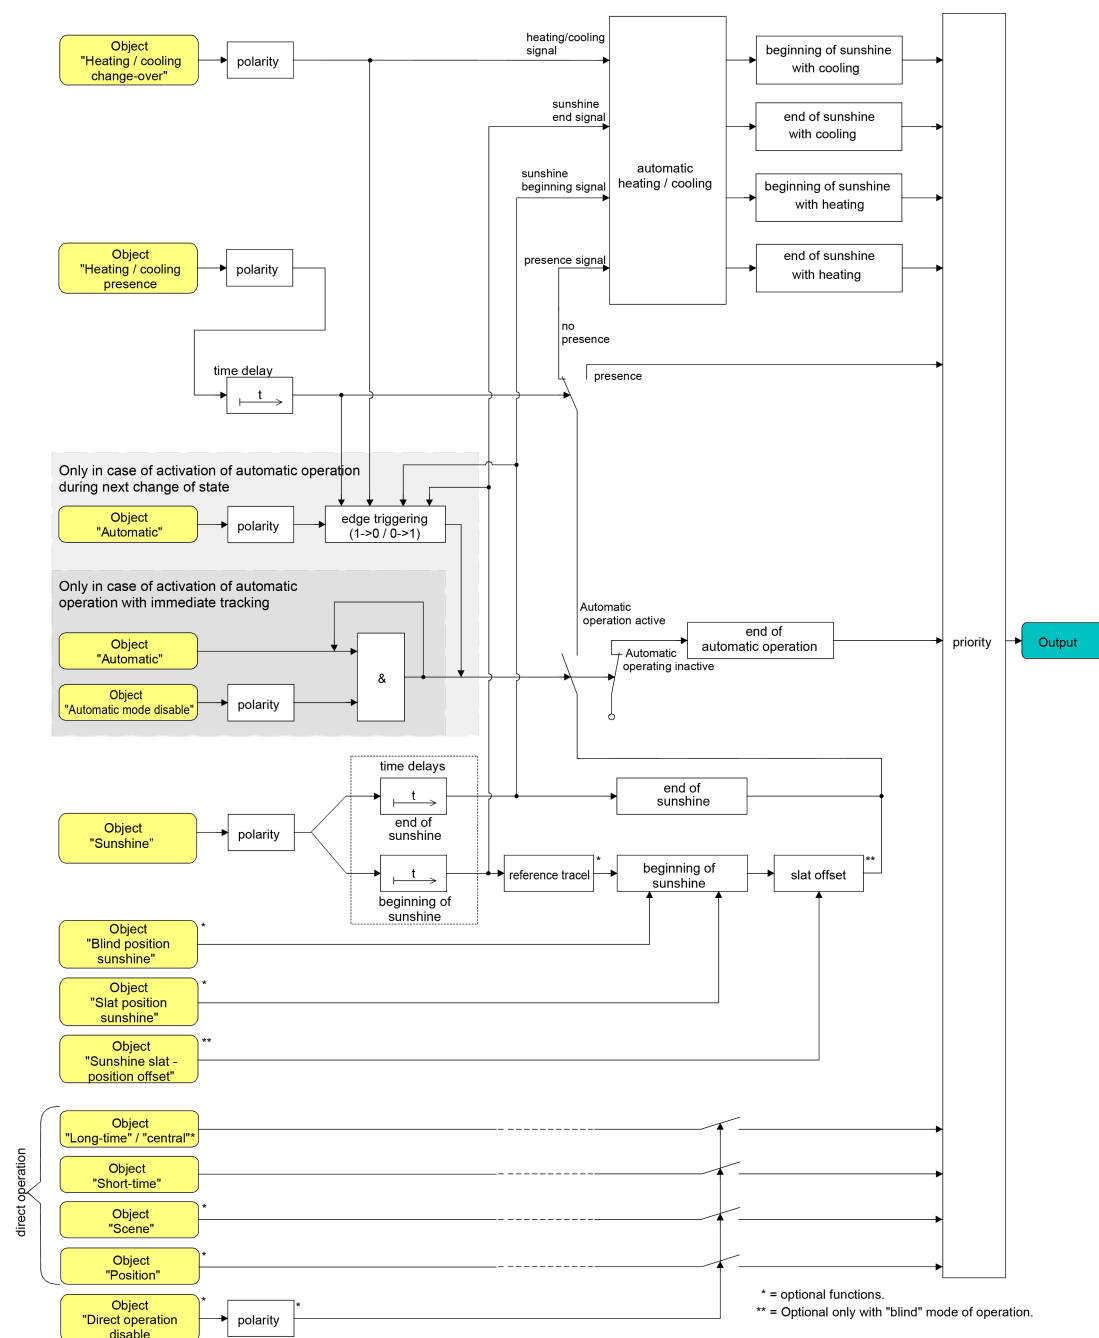 Object
"Heating / cooling
change-over"
polarity
heating/cooling
signal
beginning of sunshine
with cooling
sunshine
end signal
end of sunshine
with cooling
automatic
heating / cooling
sunshine
beginning signal
beginning of sunshine
with heating
Object
"Heating / cooling
presence
polarity
presence signal
end of sunshine
with heating
no
presence
presence
time delay
t
Only in case of activation of automatic operation
during next change of state
Object
"Automatic"
polarity
edge triggering
(1->0 / 0->1)
Only in case of activation of automatic
operation with immediate tracking
Object
"Automatic"
&
Object
"Automatic mode disable"
polarity
Automatic
operation active
Automatic
operating inactive
end of
automatic operation
priority
Output
time delays
t
end of
sunshine
end of
sunshine
Object
"Sunshine"
polarity
t
beginning of
sunshine
reference tracel
*
beginning of
sunshine
slat offset
**
Object
"Blind position
sunshine"
*
Object
"Slat position
sunshine"
*
Object
"Sunshine slat -
position offset"
**
direct operation
Object
"Long-time" / "central"*
Object
"Short-time"
Object
"Scene"
*
Object
"Position"
*
Object
"Direct operation
disable
*
polarity
*
* = optional functions.
** = Optional only with "blind" mode of operation.